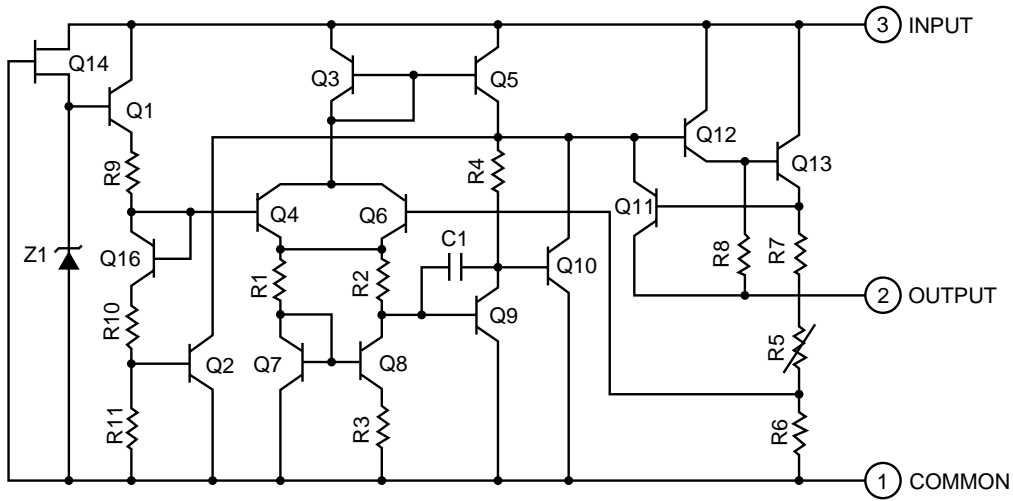 3 INPUT
Q14
Q3
Q5
Q1
Q12
R9
R4
Q13
Q4
Q6
Q11
Z1
Q16
C1
R8
R7
R1
R2
Q10
2 OUTPUT
R10
Q9
R5
Q2
Q7
Q8
R11
R3
R6
1 COMMON